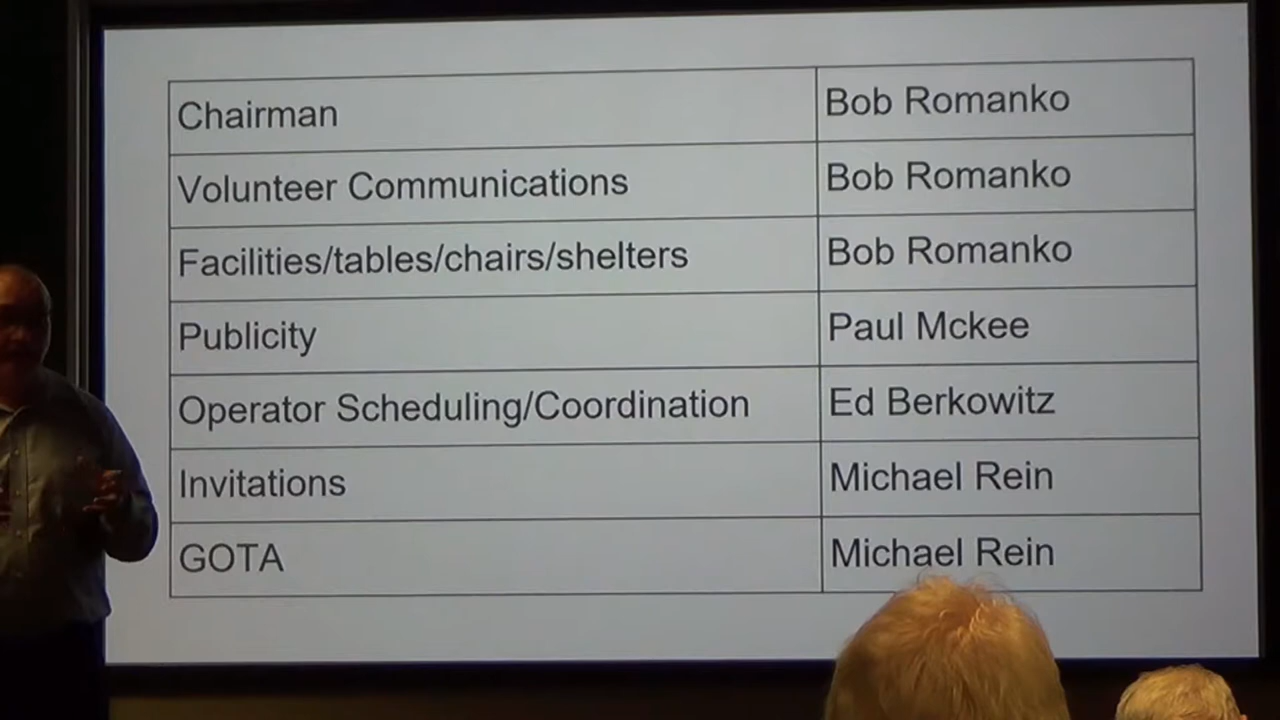 Chairman Bob Romanko
Volunteer Communications Bob Romanko
Facilities/tables/chairs/shelters Bob Romanko
Publicity Paul Mckee
Operator Scheduling/Coordination Ed Berkowitz
Invitations Michael Rein
GOTA Michael Rein